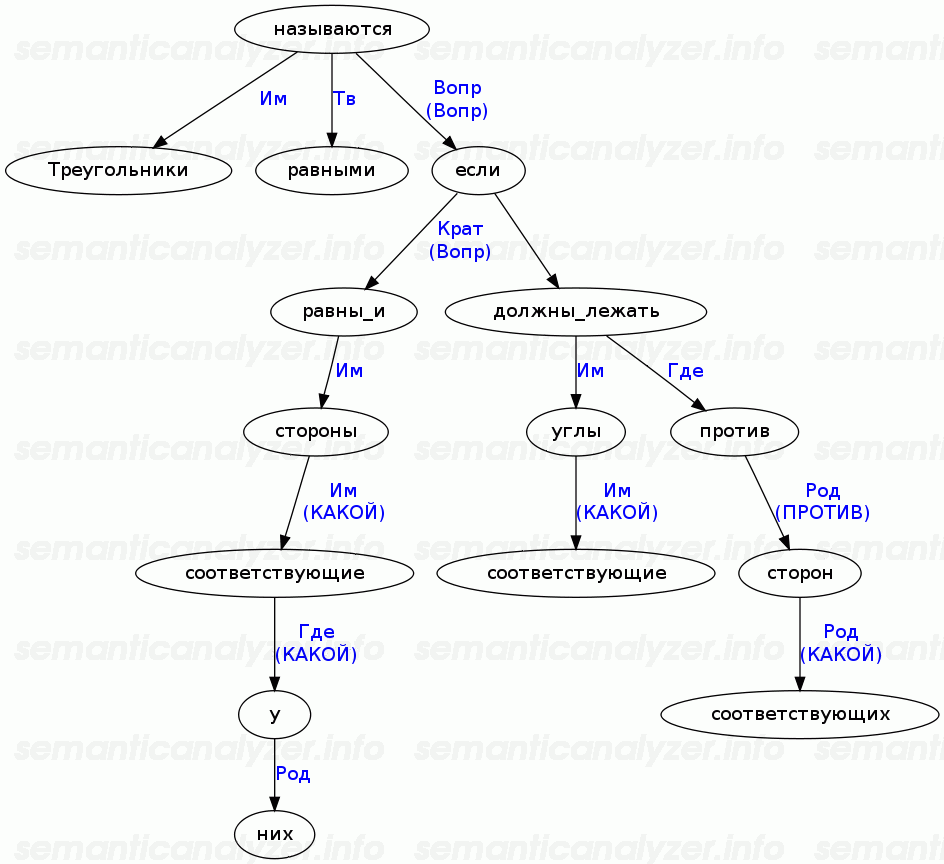 называются
Им
Тв
Вопр
(Вопр)
Треугольники
равными
если
Крат
(Вопр)
равны_и
должны_лежать
Им
Им
Где
стороны
углы
против
Им
(КАКОЙ)
Им
(КАКОЙ)
Род
(ПРОТИВ)
соответствующие
соответствующие
сторон
Где
(КАКОЙ)
Род
(КАКОЙ)
у
соответствующих
Род
них
semanticanalyzer.info